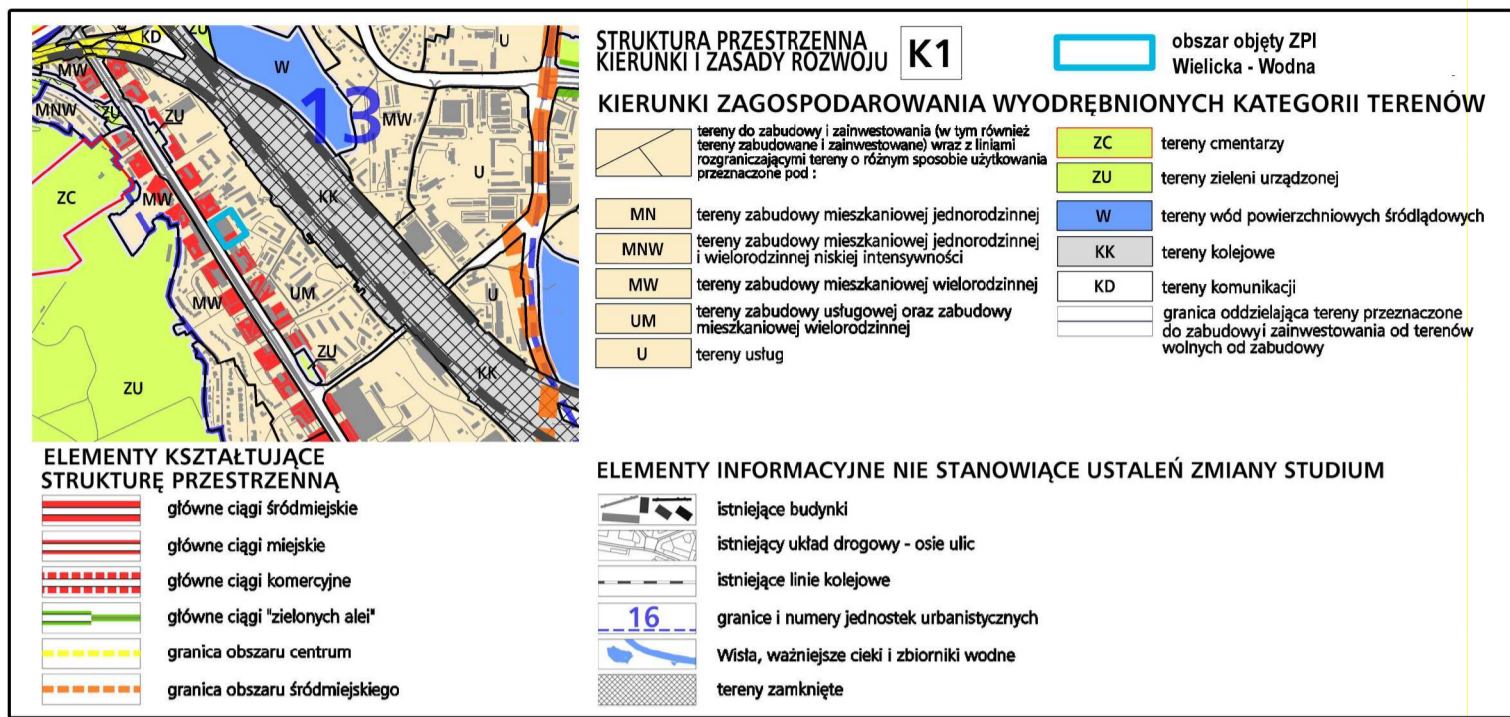 KD
ZU
MW
W
U
13
MNW
ZU
ZU
MW
U
ZC
MW
KK
MW
UM
U
ZU
ZU
KK
STRUKTURA PRZESTRZENNA
KIERUNKI I ZASADY ROZWOJU
K1
obszar objęty ZPI
Wielicka - Wodna
KIERUNKI ZAGOSPODAROWANIA WYODRĘBNIONYCH KATEGORII TERENÓW
tereny do zabudowy i zainwestowania (w tym również
tereny zabudowane i zainwestowane) wraz z liniami
rozgraniczającymi tereny o różnym sposobie użytkowania
przeznaczone pod :
MN tereny zabudowy mieszkaniowej jednorodzinnej
MNW tereny zabudowy mieszkaniowej jednorodzinnej
i wielorodzinnej niskiej intensywności
MW tereny zabudowy mieszkaniowej wielorodzinnej
UM tereny zabudowy usługowej oraz zabudowy
mieszkaniowej wielorodzinnej
U tereny usług
ZC tereny cmentarzy
ZU tereny zieleni urządzonej
W tereny wód powierzchniowych śródlądowych
KK tereny kolejowe
KD tereny komunikacji
granica oddzielająca tereny przeznaczone
do zabudowy i zainwestowania od terenów
wolnych od zabudowy
ELEMENTY KSZTAŁTUJĄCE
STRUKTURĘ PRZESTRZENNĄ
główne ciągi śródmiejskie
główne ciągi miejskie
główne ciągi komercyjne
główne ciągi "zielonych alei"
granica obszaru centrum
granica obszaru śródmiejskiego
ELEMENTY INFORMACYJNE NIE STANOWIĄCE USTALEŃ ZMIANY STUDIUM
istniejące budynki
istniejący układ drogowy - osie ulic
istniejące linie kolejowe
16 granice i numery jednostek urbanistycznych
Wisła, ważniejsze cieki i zbiorniki wodne
tereny zamknięte